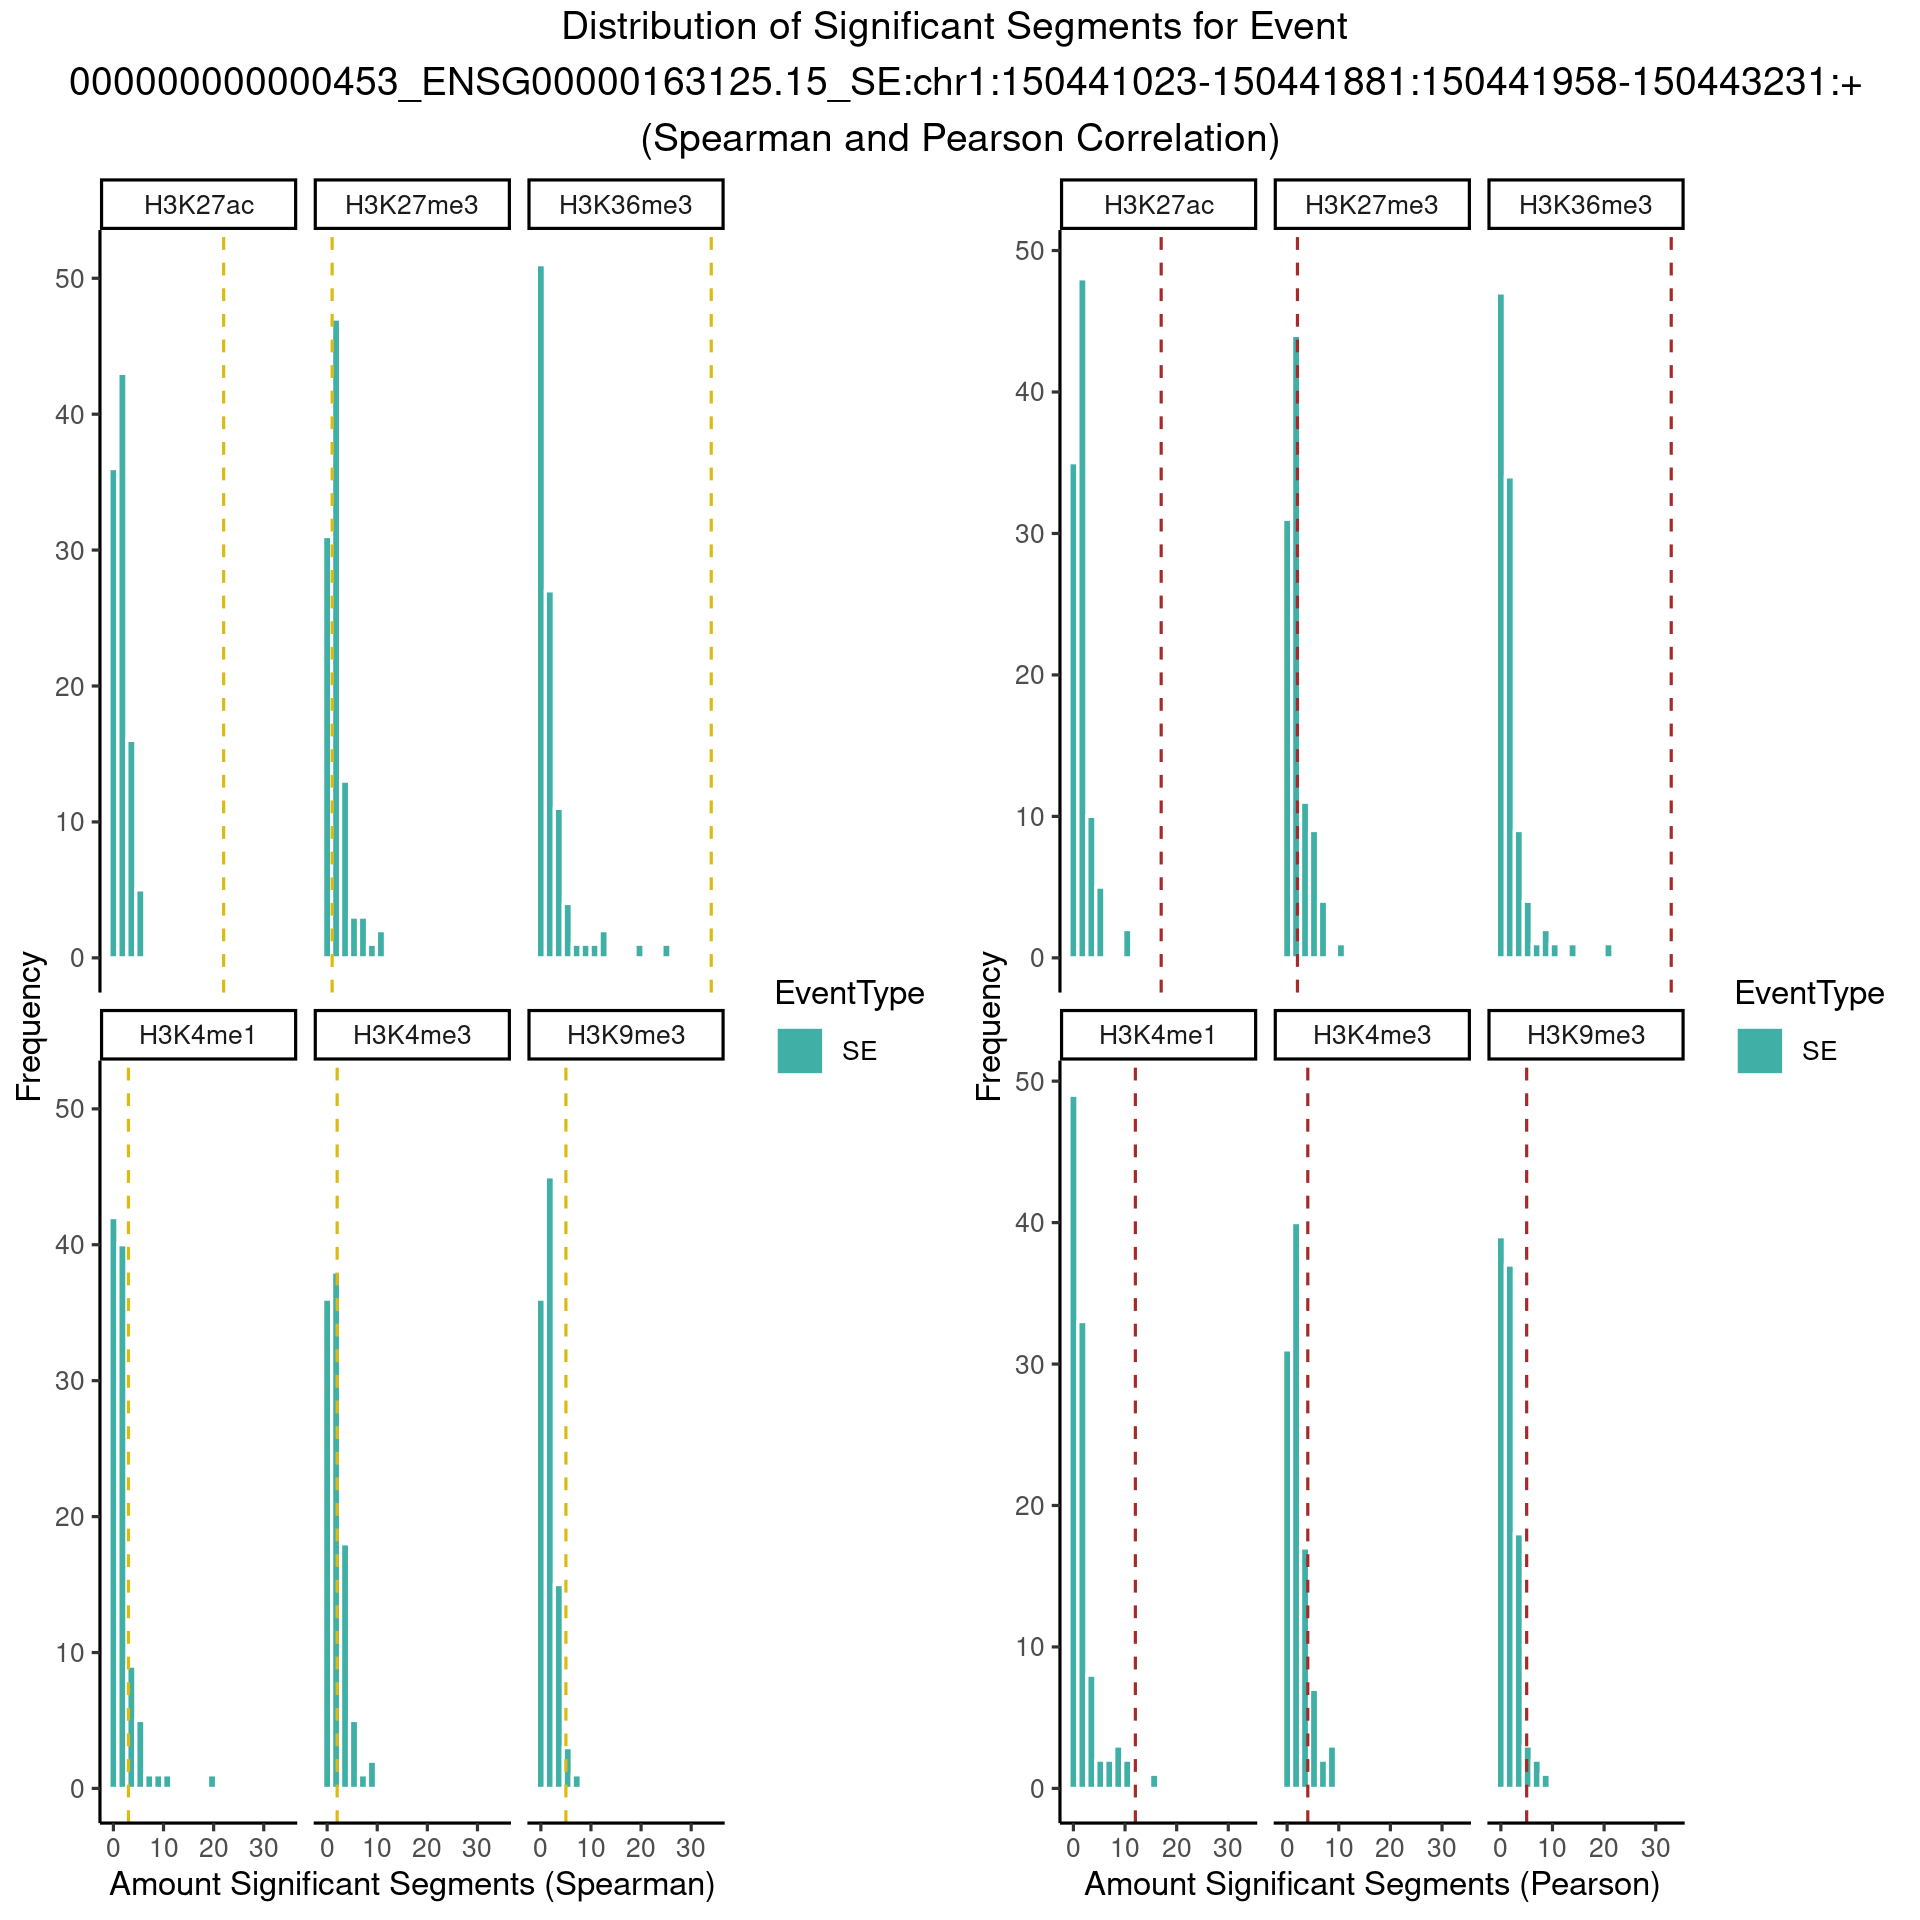 Distribution of Significant Segments for Event
000000000000453_ENSG00000163125.15_SE:chr1:150441023-150441881:150441958-150443231:+
(Spearman and Pearson Correlation)
H3K27ac H3K27me3 H3K36me3
50
40
30
20
10
0
H3K4me1 H3K4me3 H3K9me3
50
40
30
20
10
0
0 10 20 30 0 10 20 30 0 10 20 30
Amount Significant Segments (Spearman)
Frequency
EventType
SE
H3K27ac H3K27me3 H3K36me3
50
40
30
20
10
0
H3K4me1 H3K4me3 H3K9me3
50
40
30
20
10
0
0 10 20 30 0 10 20 30 0 10 20 30
Amount Significant Segments (Pearson)
Frequency
EventType
SE